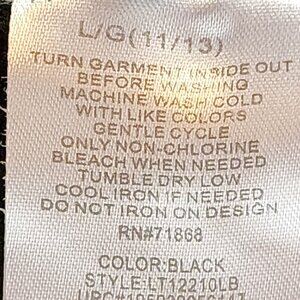 L/G(11/13)
TURN GARMENT INSIDE OUT
BEFORE WASHING
MACHINE WASH COLD
WITH LIKE COLORS
GENTLE CYCLE
ONLY NON-CHLORINE
BLEACH WHEN NEEDED
TUMBLE DRY LOW
COOL IRON IF NEEDED
DO NOT IRON ON DESIGN
RN#71868
COLOR:BLACK
STYLE:LT12210LB